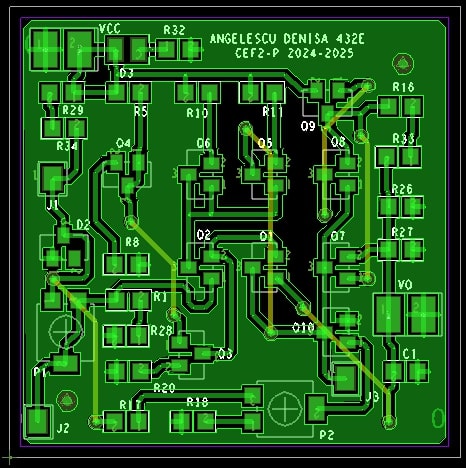 VCC
R32
ANGELESCU DENISA 432E
CEF2-P 2024-2025
D3
R29
R5
R10
R11
Q9
R16
R34
Q4
Q6
Q5
Q8
R33
J1
R26
D2
R8
Q2
Q1
Q7
R27
R1
VO
R28
Q10
Q3
C1
P1
R20
J3
R17
R18
J2
P2
0